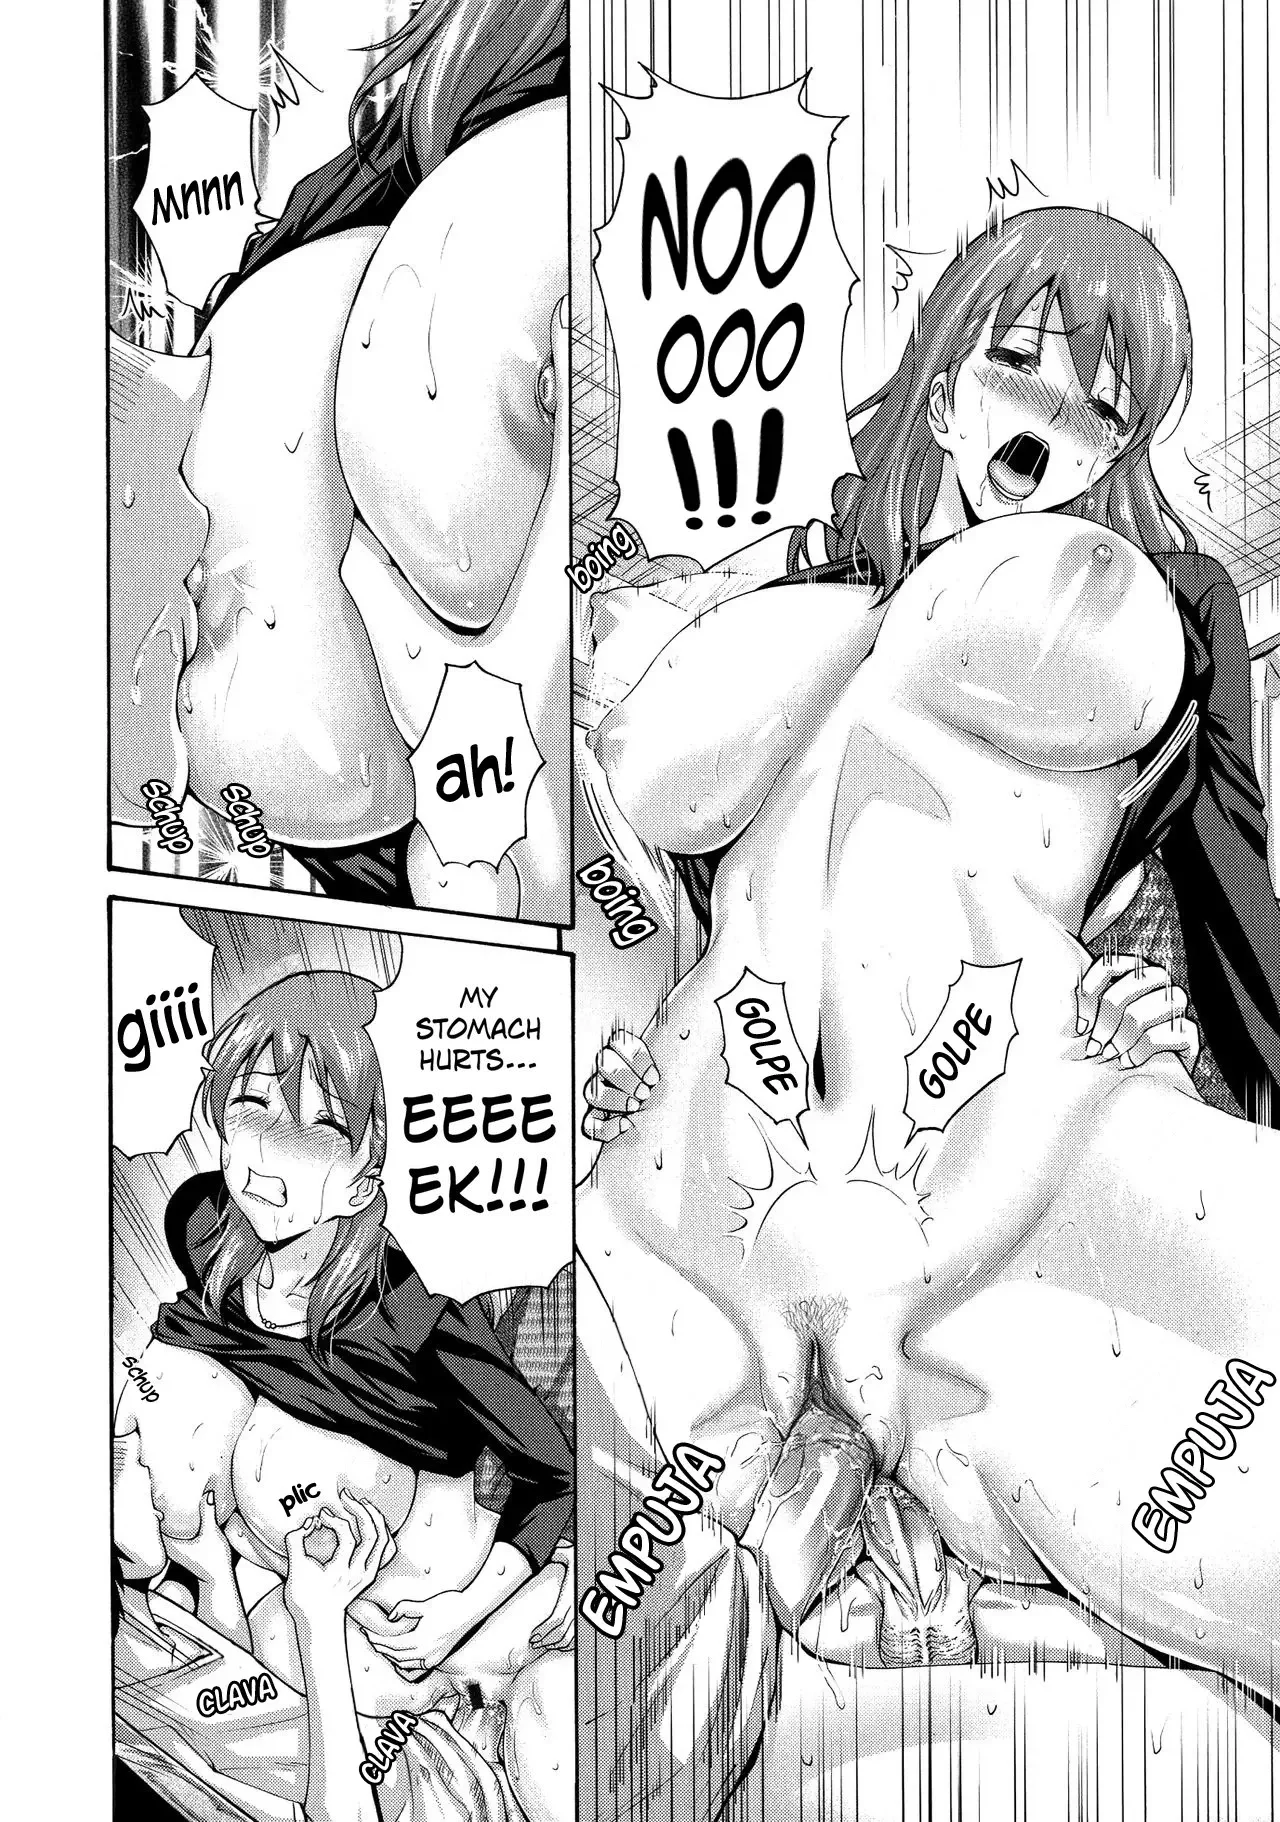 NOO
OOO
!!!
boing
boing
GOLPE
GOLPE
EMPUJA
EMPUJA
Mnnn
ah!
schup
schup
MY
STOMACH
HURTS...
EEEE
EK!!!
giiii
schup
plic
CLAVA
CLAVA